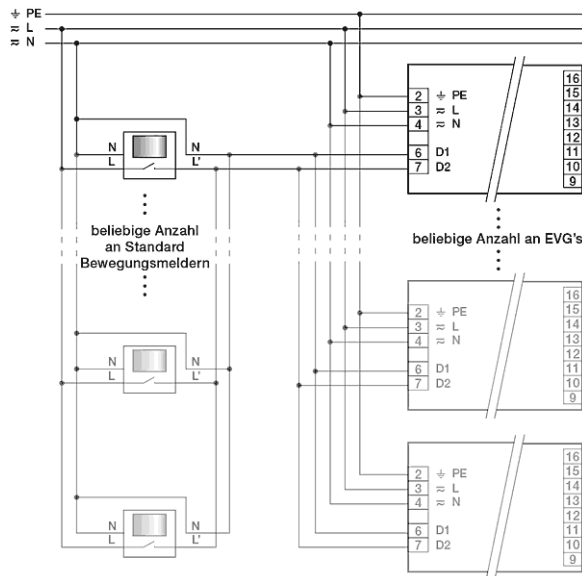 ⏚ PE
≂ L
≂ N
2 ⏚ PE
3 ≂ L
4 ≂ N
6 D1
7 D2
16
15
14
13
12
11
10
9
N N
L L'
beliebige Anzahl
an Standard
Bewegungsmeldern
beliebige Anzahl an EVG's
2 ⏚ PE
3 ≂ L
4 ≂ N
6 D1
7 D2
16
15
14
13
12
11
10
9
N N
L L'
2 ⏚ PE
3 ≂ L
4 ≂ N
6 D1
7 D2
16
15
14
13
12
11
10
9
N N
L L'